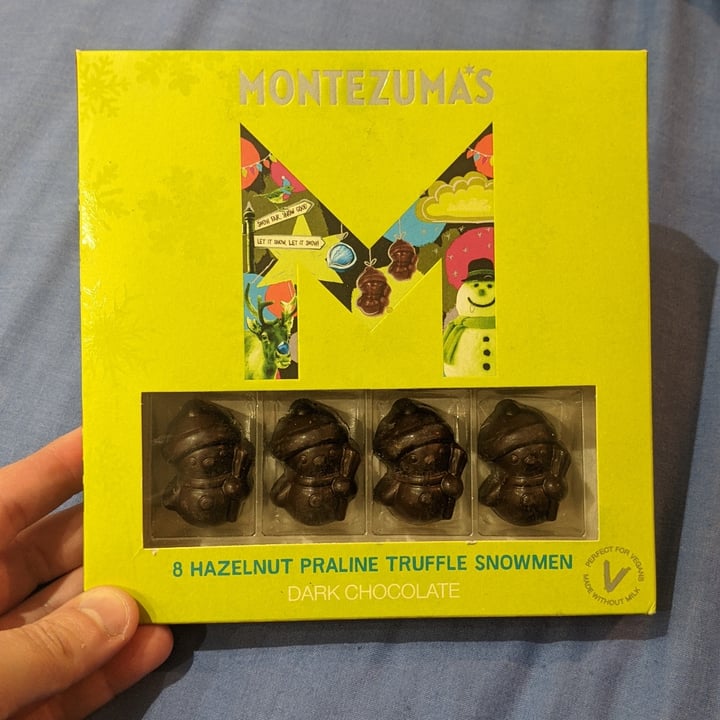 MONTEZUMA'S
SNOW FAIR, SNOW GOOD
LET IT SNOW, LET IT SNOW!
8 HAZELNUT PRALINE TRUFFLE SNOWMEN
DARK CHOCOLATE
PERFECT FOR VEGANS
MADE WITHOUT MILK